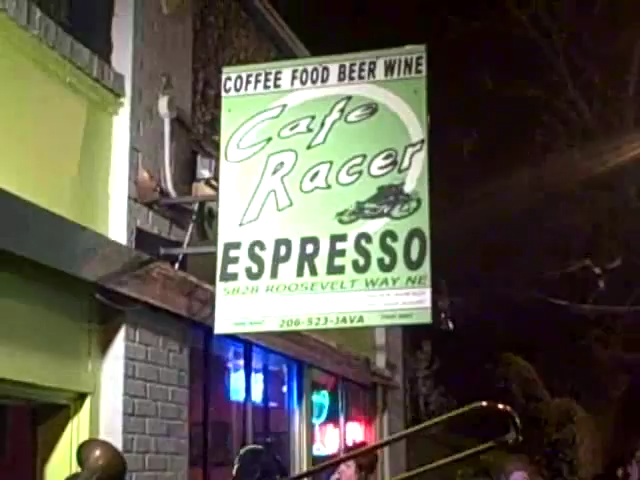 COFFEE FOOD BEER WINE
Cafe
Racer
ESPRESSO
5828 ROOSEVELT WAY NE
206-523-JAVA